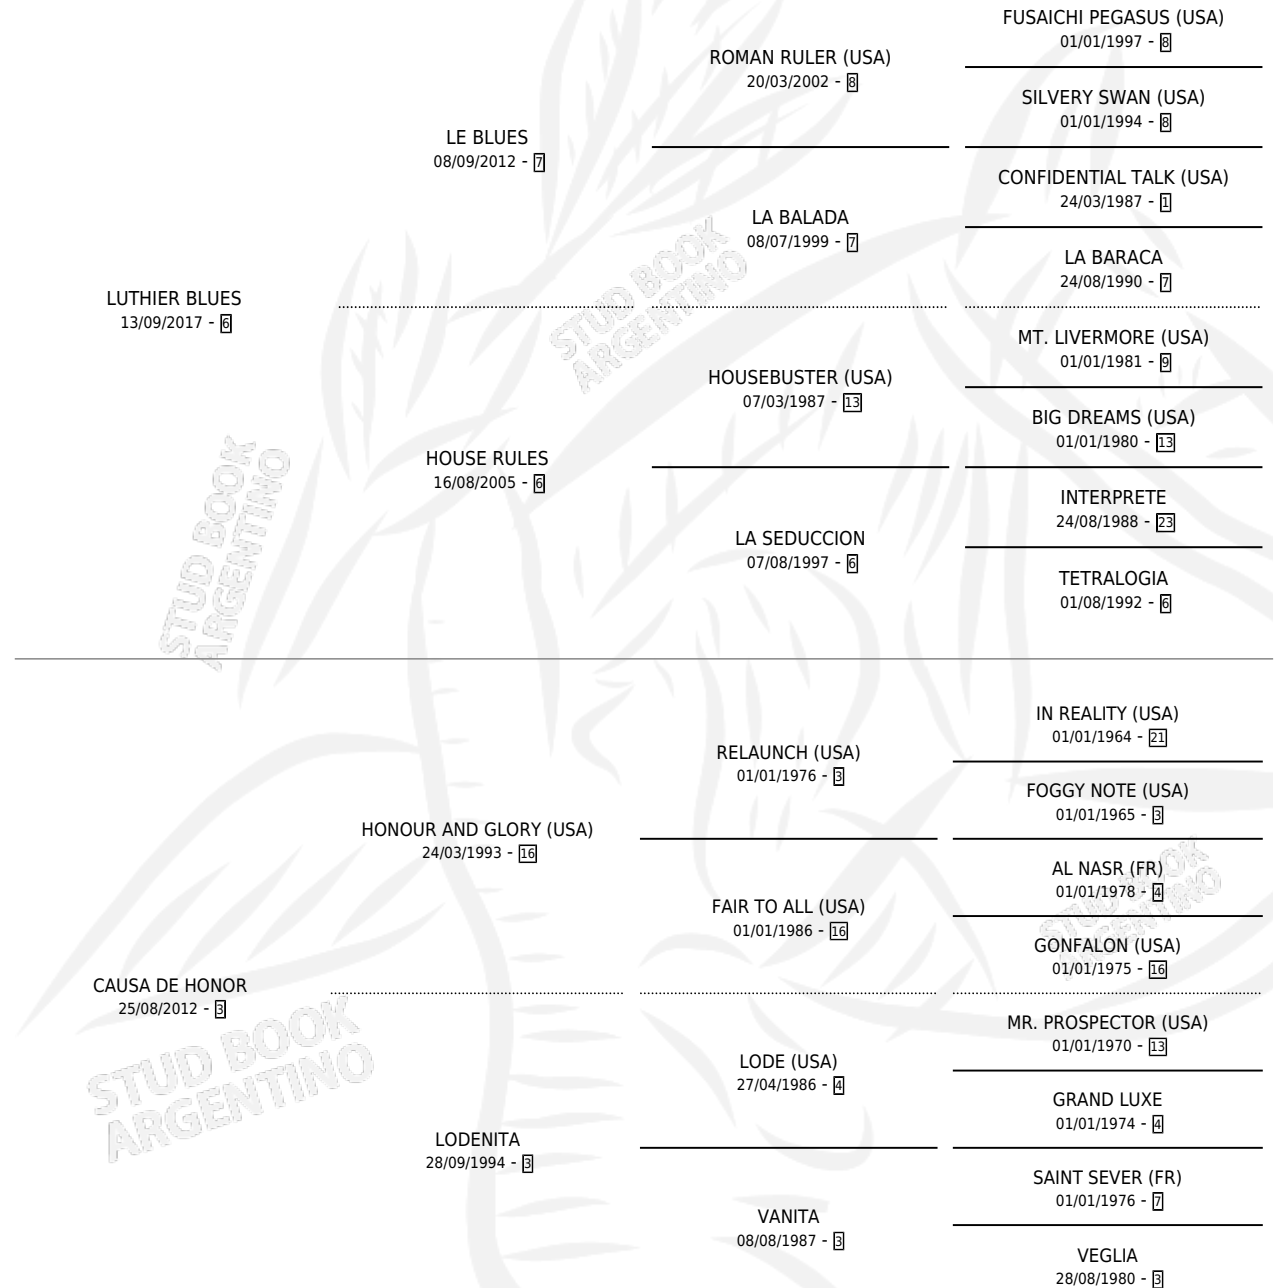 FUSAICHI PEGASUS (USA)
01/01/1997 - 8
ROMAN RULER (USA)
20/03/2002 - 8
SILVERY SWAN (USA)
01/01/1994 - 8
LE BLUES
08/09/2012 - 7
CONFIDENTIAL TALK (USA)
24/03/1987 - 1
LA BALADA
08/07/1999 - 7
LA BARACA
24/08/1990 - 7
LUTHIER BLUES
13/09/2017 - 6
MT. LIVERMORE (USA)
01/01/1981 - 9
HOUSEBUSTER (USA)
07/03/1987 - 13
BIG DREAMS (USA)
01/01/1980 - 13
HOUSE RULES
16/08/2005 - 6
INTERPRETE
24/08/1988 - 23
LA SEDUCCION
07/08/1997 - 6
TETRALOGIA
01/08/1992 - 6
IN REALITY (USA)
01/01/1964 - 21
RELAUNCH (USA)
01/01/1976 - 3
FOGGY NOTE (USA)
01/01/1965 - 3
HONOUR AND GLORY (USA)
24/03/1993 - 16
AL NASR (FR)
01/01/1978 - 4
FAIR TO ALL (USA)
01/01/1986 - 16
GONFALON (USA)
01/01/1975 - 16
CAUSA DE HONOR
25/08/2012 - 3
MR. PROSPECTOR (USA)
01/01/1970 - 13
LODE (USA)
27/04/1986 - 4
GRAND LUXE
01/01/1974 - 4
LODENITA
28/09/1994 - 3
SAINT SEVER (FR)
01/01/1976 - 7
VANITA
08/08/1987 - 3
VEGLIA
28/08/1980 - 3
STUD BOOK
ARGENTINO
STUD BOOK
ARGENTINO
STUD BOOK
ARGENTINO
STUD BOOK
ARGENTINO